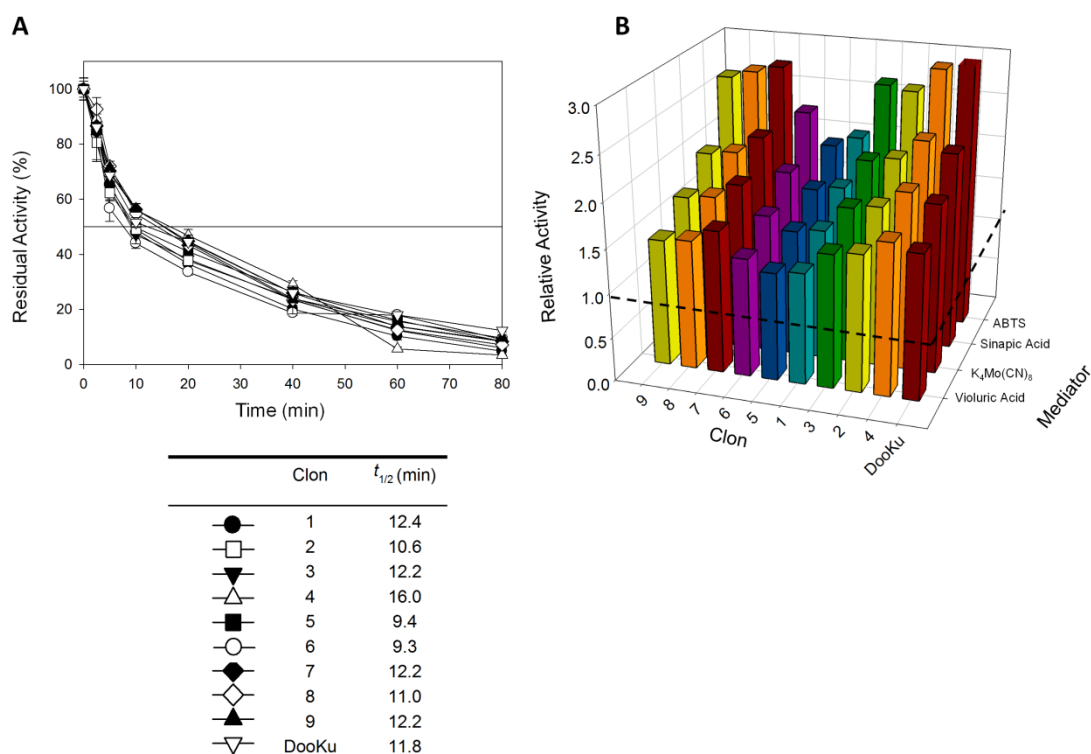 A
Residual Activity (%)
100
80
60
40
20
0
0 10 20 30 40 50 60 70 80
Time (min)
Clon t1/2 (min)
1 12.4
2 10.6
3 12.2
4 16.0
5 9.4
6 9.3
7 12.2
8 11.0
9 12.2
DooKu 11.8
B
Relative Activity
3.0
2.5
2.0
1.5
1.0
0.5
0.0
9 8 7 6 5 1 3 2 4 DooKu
Clon
ABTS
Sinapic Acid
K4Mo(CN)8
Violuric Acid
Mediator